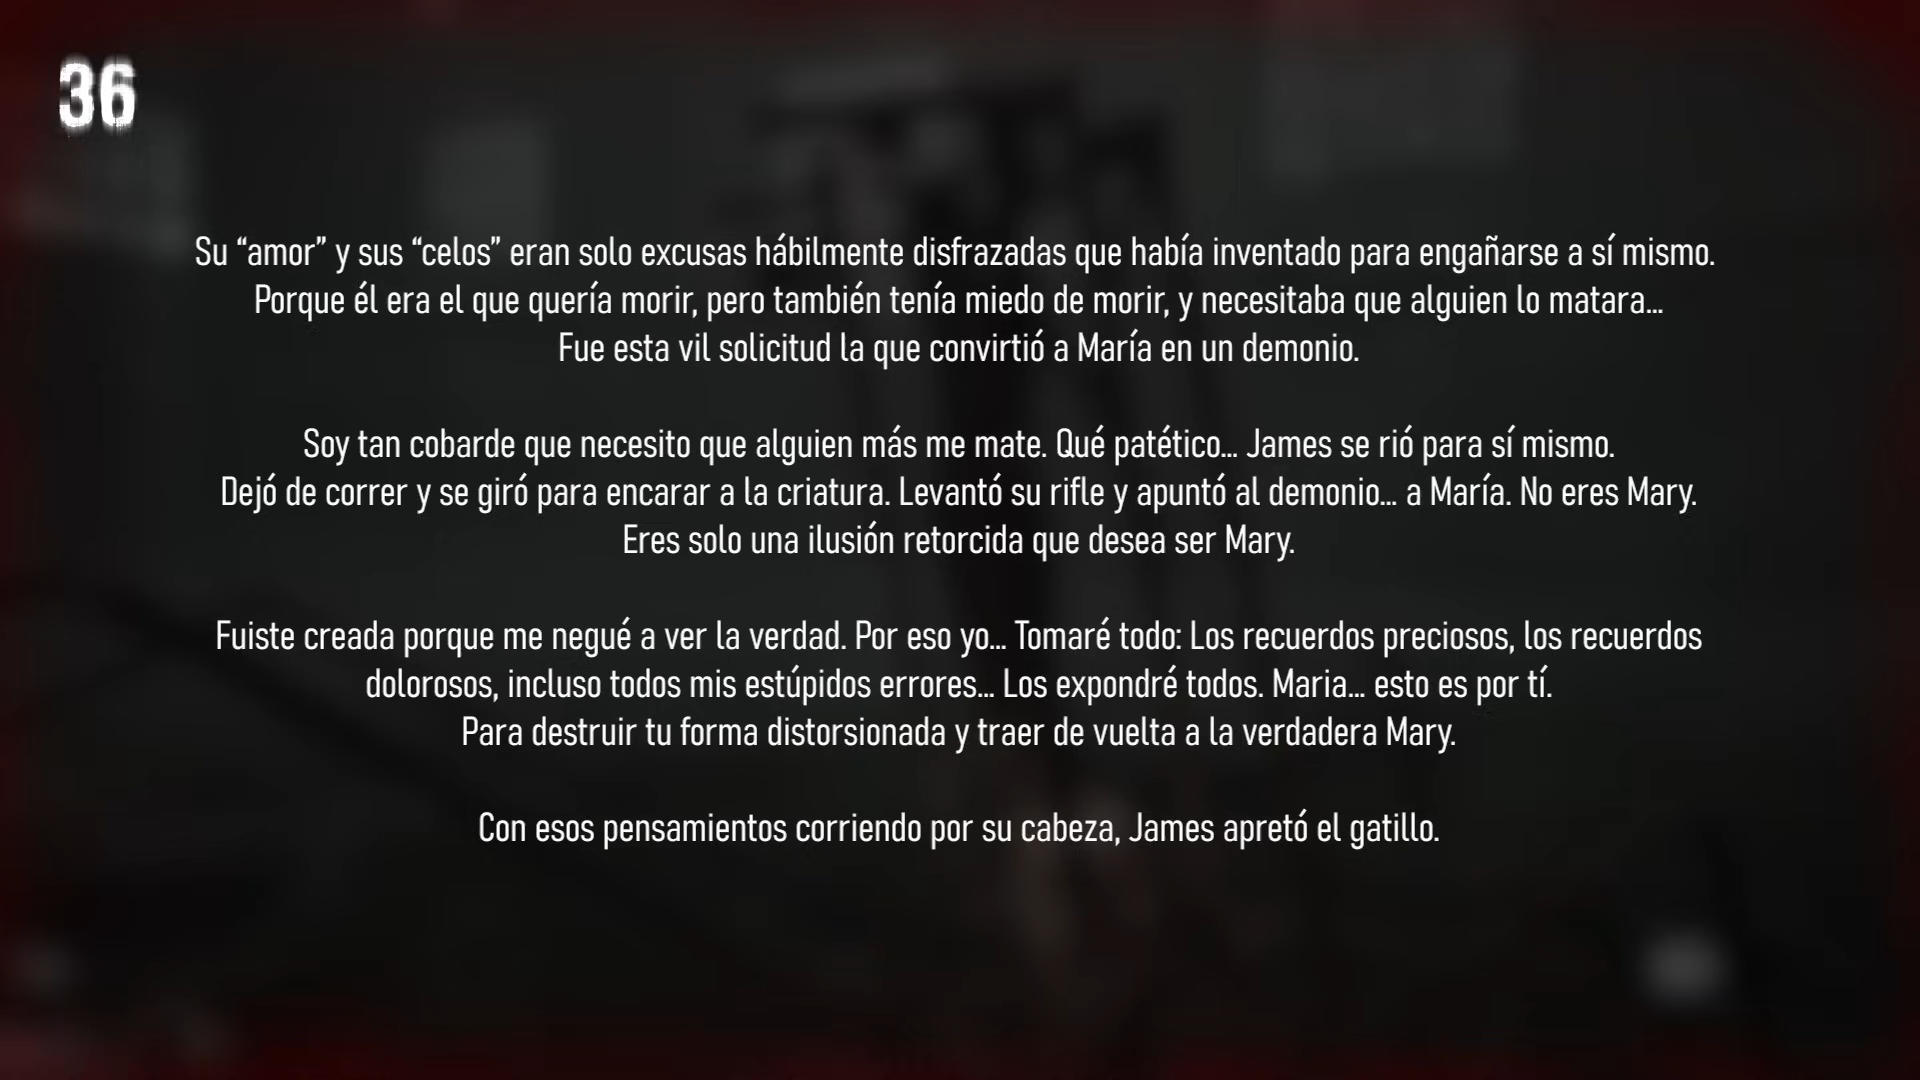 36
Su “amor” y sus “celos” eran solo excusas hábilmente disfrazadas que había inventado para engañarse a sí mismo.
Porque él era el que quería morir, pero también tenía miedo de morir, y necesitaba que alguien lo matara...
Fue esta vil solicitud la que convirtió a María en un demonio.
Soy tan cobarde que necesito que alguien más me mate. Qué patético... James se rió para sí mismo.
Dejó de correr y se giró para encarar a la criatura. Levantó su rifle y apuntó al demonio... a María. No eres Mary.
Eres solo una ilusión retorcida que desea ser Mary.
Fuiste creada porque me negué a ver la verdad. Por eso yo... Tomaré todo: Los recuerdos preciosos, los recuerdos
dolorosos, incluso todos mis estúpidos errores... Los expondré todos. Maria... esto es por tí.
Para destruir tu forma distorsionada y traer de vuelta a la verdadera Mary.
Con esos pensamientos corriendo por su cabeza, James apretó el gatillo.